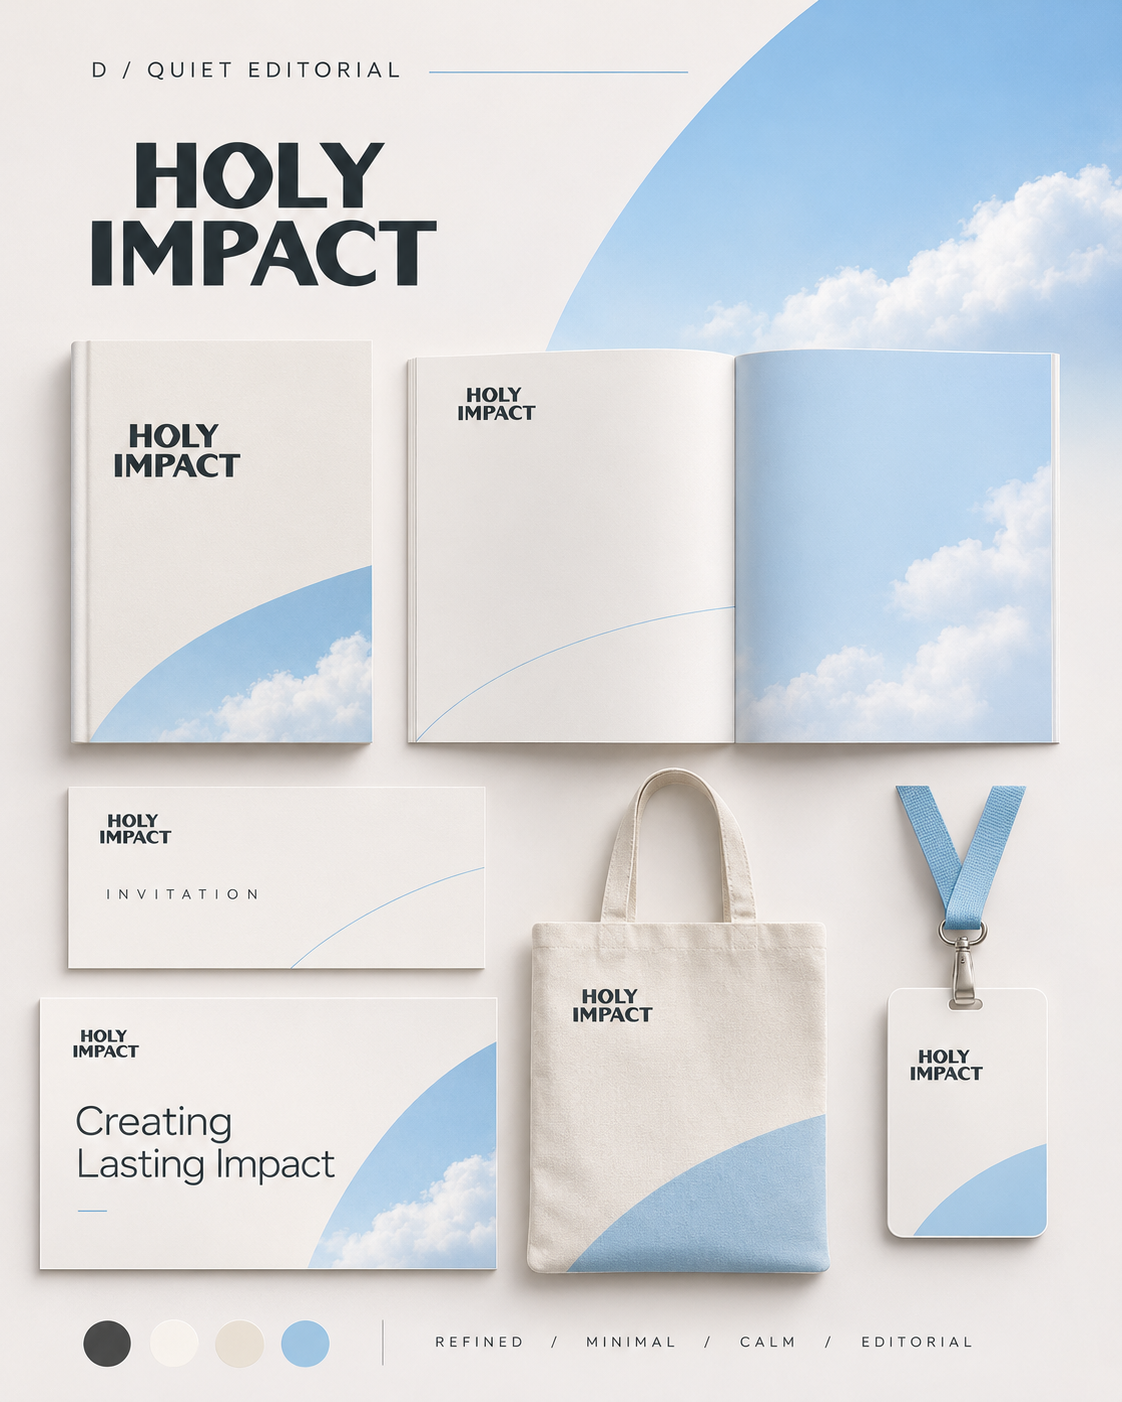 D / QUIET EDITORIAL
HOLY
IMPACT
HOLY
IMPACT
HOLY
IMPACT
HOLY
IMPACT
INVITATION
HOLY
IMPACT
Creating
Lasting Impact
HOLY
IMPACT
HOLY
IMPACT
REFINED / MINIMAL / CALM / EDITORIAL